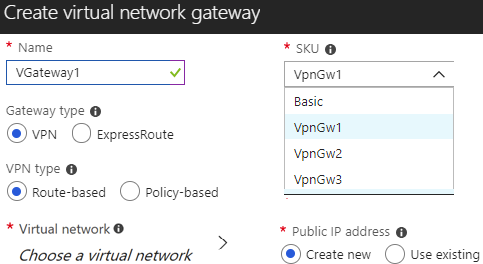 Create virtual network gateway
* Name
VGateway1
Gateway type
VPN
ExpressRoute
VPN type
Route-based
Policy-based
* Virtual network
Choose a virtual network
* SKU
VpnGw1
Basic
VpnGw1
VpnGw2
VpnGw3
* Public IP address
Create new
Use existing